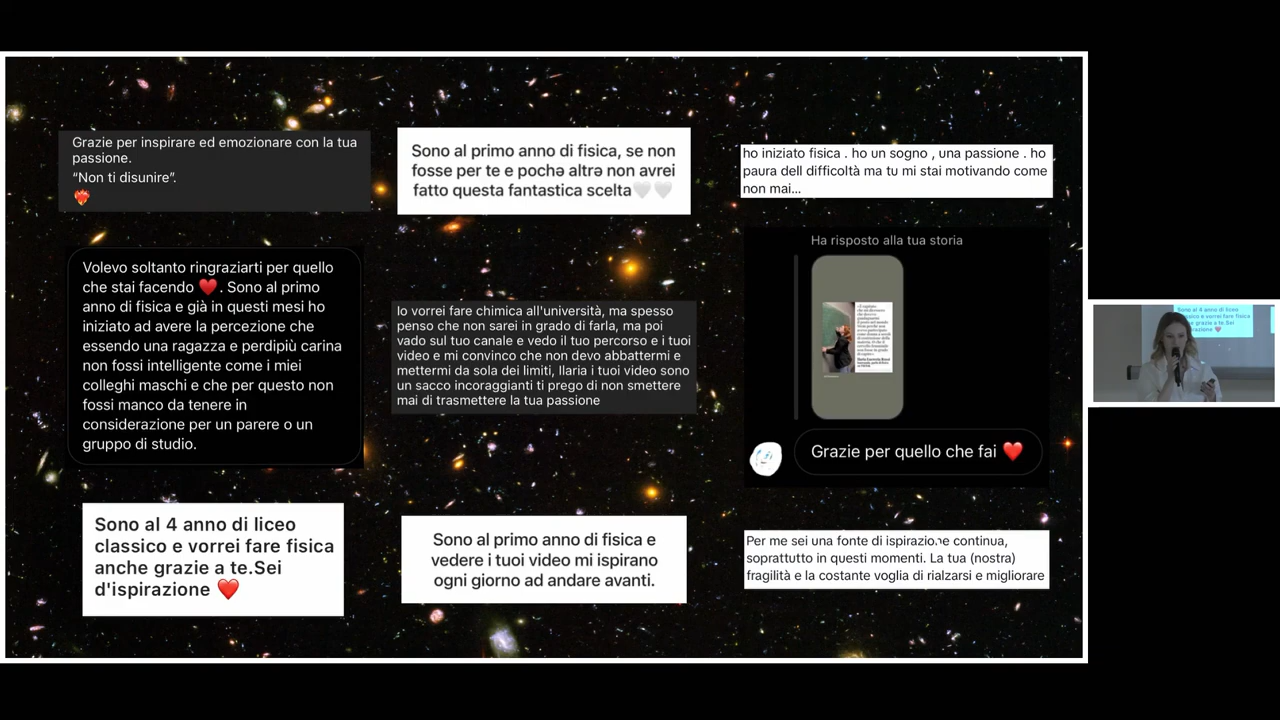 Grazie per inspirare ed emozionare con la tua
passione.
“Non ti disunire”.
❤️‍🔥
Sono al primo anno di fisica, se non
fosse per te e pochə altrə non avrei
fatto questa fantastica scelta🤍🤍
ho iniziato fisica . ho un sogno , una passione . ho
paura dell difficoltà ma tu mi stai motivando come
non mai...
Volevo soltanto ringraziarti per quello
che stai facendo ❤️ . Sono al primo
anno di fisica e già in questi mesi ho
iniziato ad avere la percezione che
essendo una ragazza e perdipiù carina
non fossi intelligente come i miei
colleghi maschi e che per questo non
fossi manco da tenere in
considerazione per un parere o un
gruppo di studio.
Io vorrei fare chimica all'università, ma spesso
penso che non sarei in grado di farla, ma poi
vado sul tuo canale e vedo il tuo percorso e i tuoi
video e mi convinco che non devo abbattermi e
mettermi da sola dei limiti, Ilaria i tuoi video sono
un sacco incoraggianti ti prego di non smettere
mai di trasmettere la tua passione
Ha risposto alla tua storia
Grazie per quello che fai ❤️
Sono al 4 anno di liceo
classico e vorrei fare fisica
anche grazie a te.Sei
d'ispirazione ❤️
Sono al primo anno di fisica e
vedere i tuoi video mi ispirano
ogni giorno ad andare avanti.
Per me sei una fonte di ispirazione continua,
soprattutto in questi momenti. La tua (nostra)
fragilità e la costante voglia di rialzarsi e migliorare